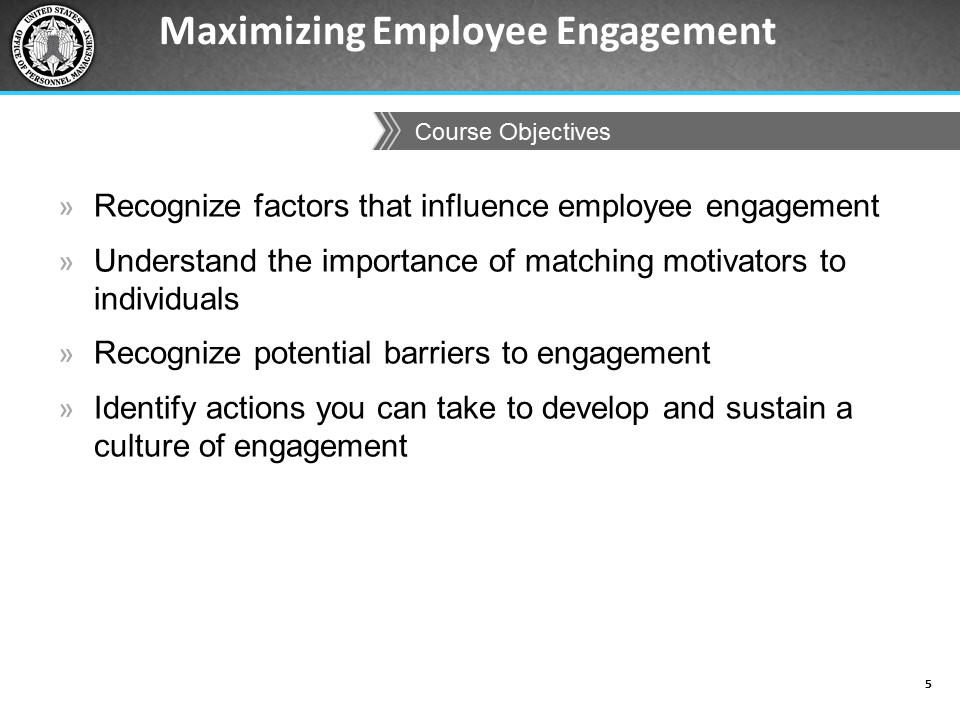 UNITED STATES
OFFICE OF PERSONNEL MANAGEMENT
Maximizing Employee Engagement
Course Objectives
» Recognize factors that influence employee engagement
» Understand the importance of matching motivators to
individuals
» Recognize potential barriers to engagement
» Identify actions you can take to develop and sustain a
culture of engagement
5